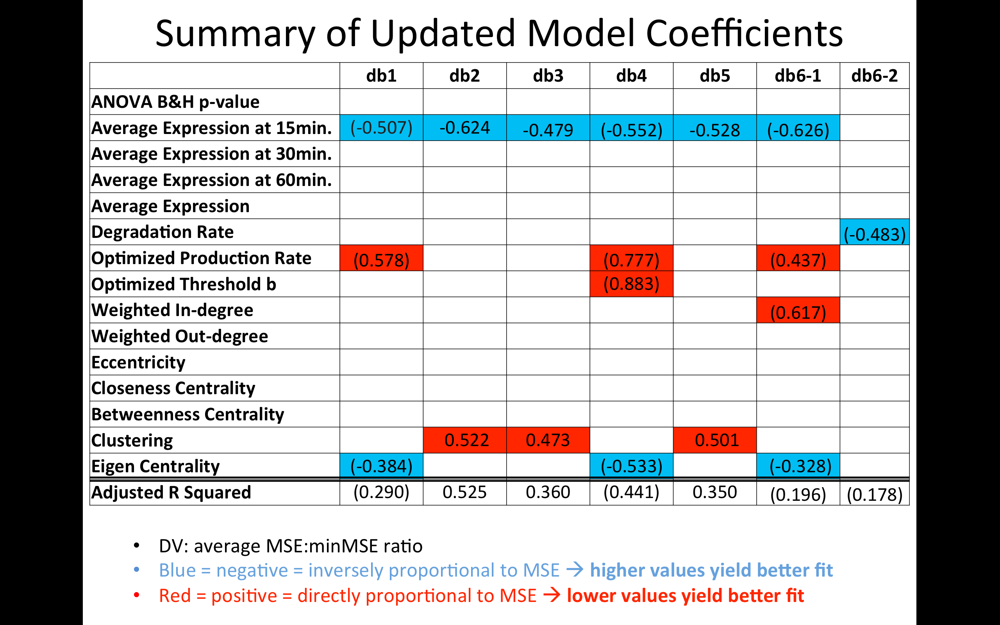 Summary of Updated Model Coefficients
db1 db2 db3 db4 db5 db6-1 db6-2
ANOVA B&H p-value
Average Expression at 15min. (-0.507) -0.624 -0.479 (-0.552) -0.528 (-0.626)
Average Expression at 30min.
Average Expression at 60min.
Average Expression
Degradation Rate (-0.483)
Optimized Production Rate (0.578) (0.777) (0.437)
Optimized Threshold b (0.883)
Weighted In-degree (0.617)
Weighted Out-degree
Eccentricity
Closeness Centrality
Betweenness Centrality
Clustering 0.522 0.473 0.501
Eigen Centrality (-0.384) (-0.533) (-0.328)
Adjusted R Squared (0.290) 0.525 0.360 (0.441) 0.350 (0.196) (0.178)
• DV: average MSE:minMSE ratio
• Blue = negative = inversely proportional to MSE → higher values yield better fit
• Red = positive = directly proportional to MSE → lower values yield better fit